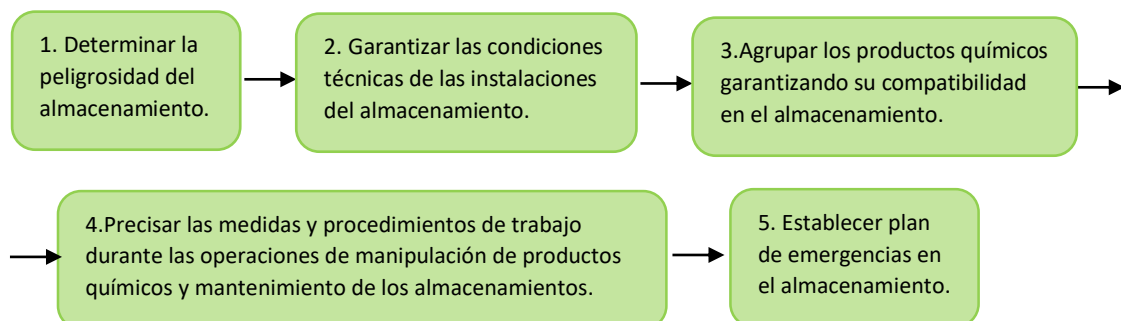 1. Determinar la
peligrosidad del
almacenamiento.
2. Garantizar las condiciones
técnicas de las instalaciones
del almacenamiento.
3.Agrupar los productos químicos
garantizando su compatibilidad
en el almacenamiento.
4.Precisar las medidas y procedimientos de trabajo
durante las operaciones de manipulación de productos
químicos y mantenimiento de los almacenamientos.
5. Establecer plan
de emergencias en
el almacenamiento.